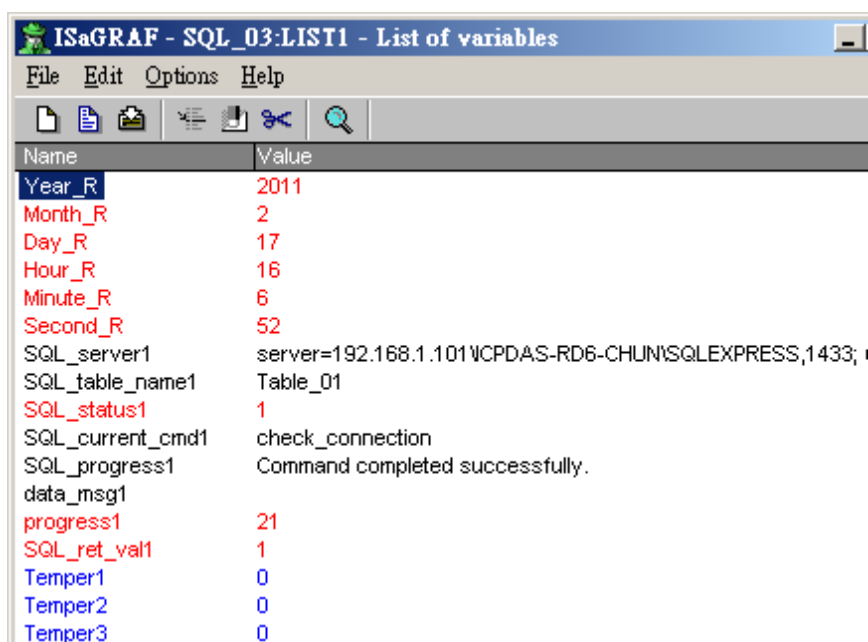 ISaGRAF - SQL_03:LIST1 - List of variables
File Edit Options Help
Name Value
Year_R 2011
Month_R 2
Day_R 17
Hour_R 16
Minute_R 6
Second_R 52
SQL_server1 server=192.168.1.101\ICPDAS-RD6-CHUN\SQLEXPRESS,1433;
SQL_table_name1 Table_01
SQL_status1 1
SQL_current_cmd1 check_connection
SQL_progress1 Command completed successfully.
data_msg1
progress1 21
SQL_ret_val1 1
Temper1 0
Temper2 0
Temper3 0